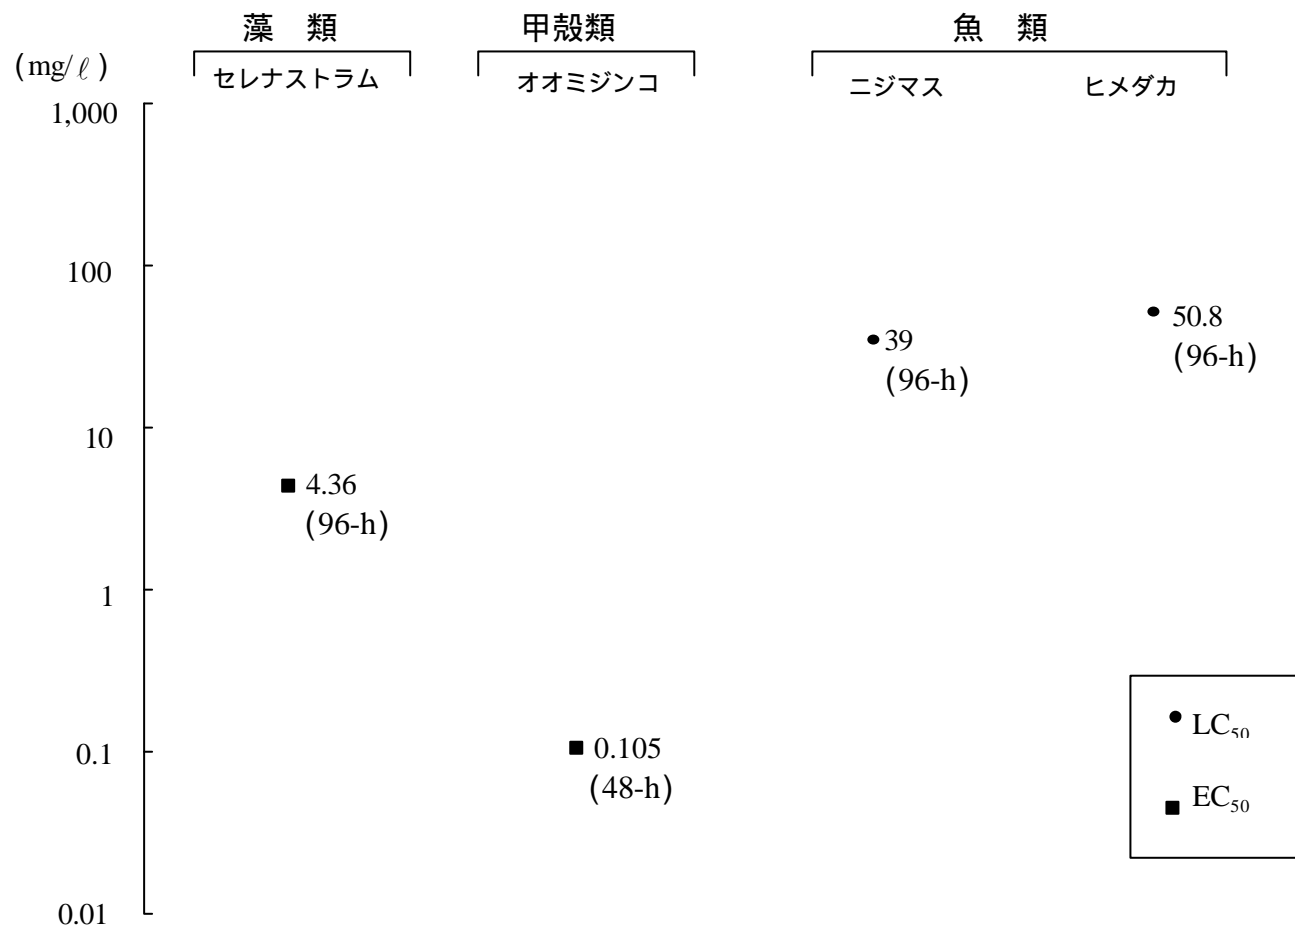 藻 類
甲殻類
魚 類
(mg/ℓ)
セレナストラム
オオミジンコ
ニジマス
ヒメダカ
1,000
100
10
1
0.1
0.01
4.36
(96-h)
0.105
(48-h)
39
(96-h)
50.8
(96-h)
LC₅₀
EC₅₀